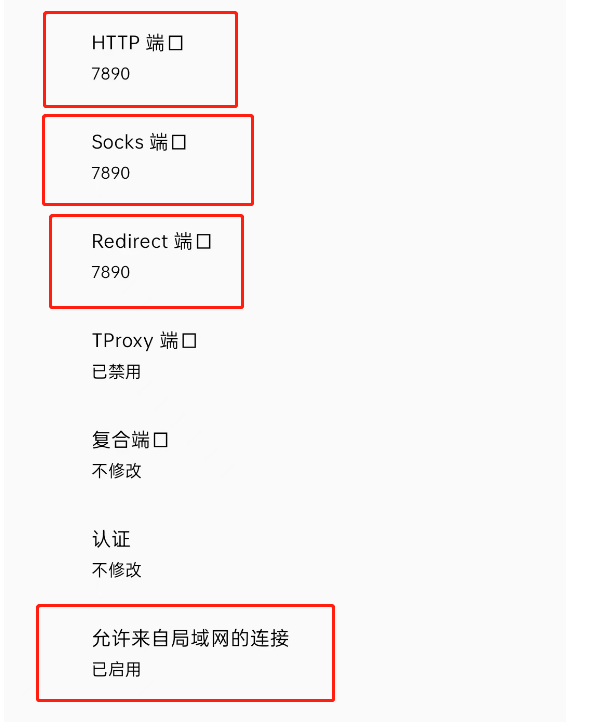 HTTP 端口
7890
Socks 端口
7890
Redirect 端口
7890
TProxy 端口
已禁用
复合端口
不修改
认证
不修改
允许来自局域网的连接
已启用